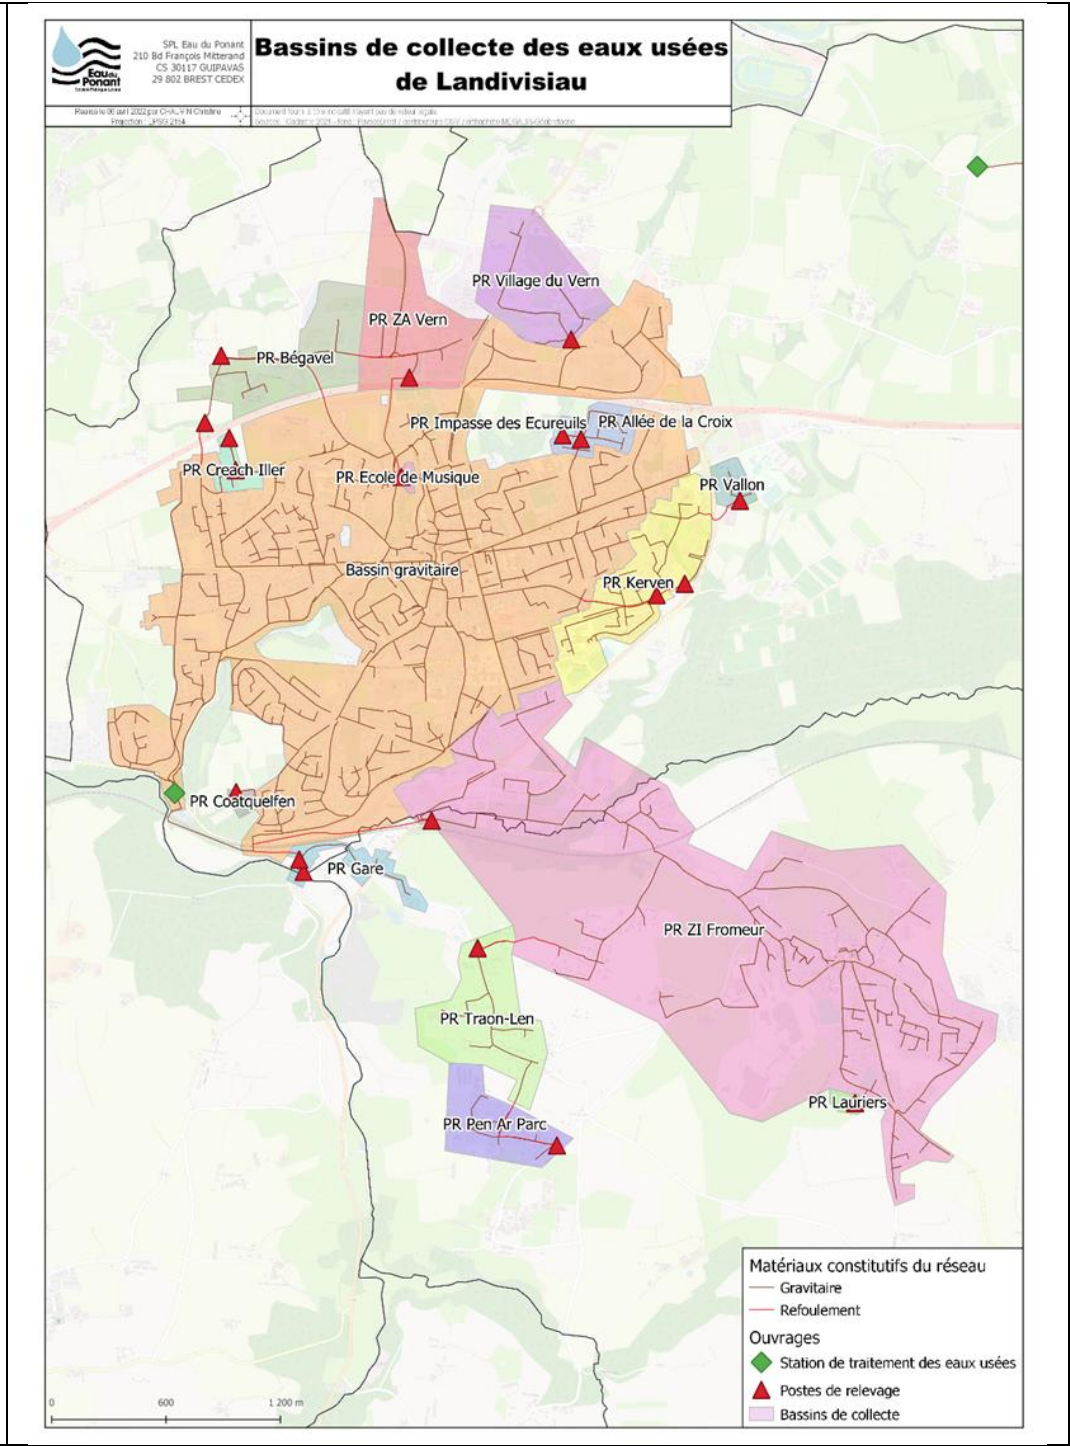 SPL Eau du Ponant
210 Bd François Mitterand
CS 30117 GUIPAVAS
29 802 BREST CEDEX
Eau du
Ponant
Bassins de collecte des eaux usées
de Landivisiau
PR Village du Vern
PR ZA Vern
PR Bégavel
PR Impasse des Ecureuils
PR Allée de la Croix
PR Creach Iller
PR Ecole de Musique
PR Vallon
Bassin gravitaire
PR Kerven
PR Coatquelfen
PR Gare
PR ZI Fromeur
PR Traon-Len
PR Lauriers
PR Pen Ar Parc
Matériaux constitutifs du réseau
Gravitaire
Refoulement
Ouvrages
Station de traitement des eaux usées
Postes de relevage
Bassins de collecte
0 600 1 200 m